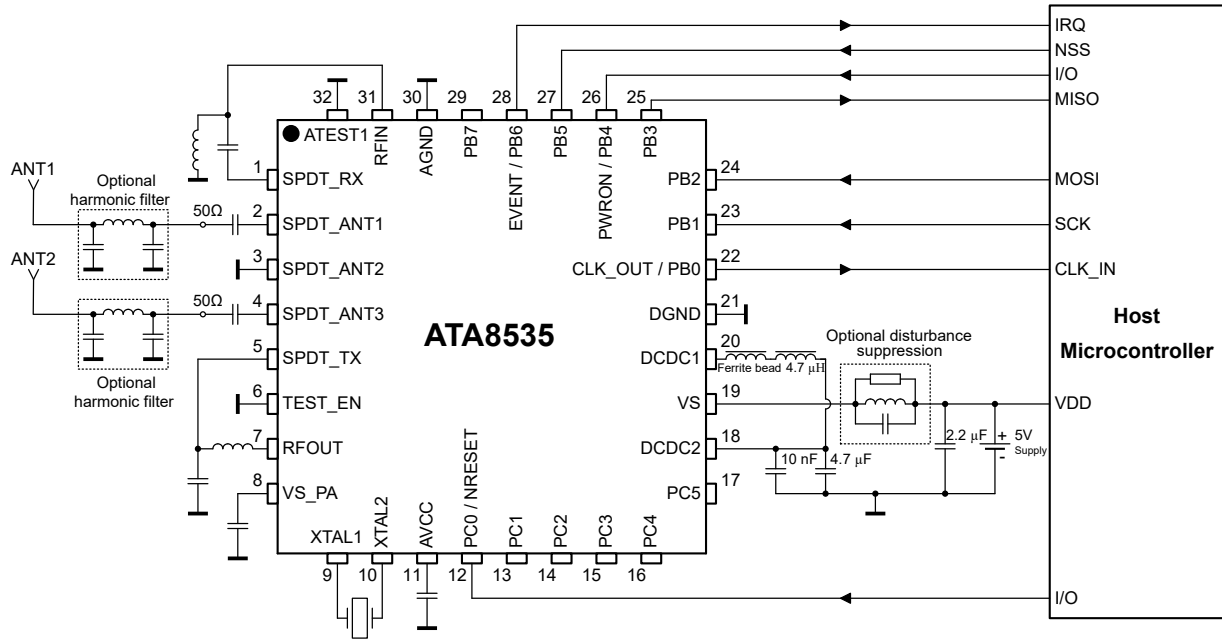 IRQ
NSS
I/O
MISO
32
31
30
29
28
27
26
25
ATEST1
RFIN
AGND
PB7
EVENT / PB6
PB5
PWRON / PB4
PB3
ANT1
Optional
harmonic filter
50Ω
1
SPDT_RX
2
SPDT_ANT1
ANT2
3
SPDT_ANT2
50Ω
4
SPDT_ANT3
Optional
harmonic filter
5
SPDT_TX
6
TEST_EN
7
RFOUT
8
VS_PA
ATA8535
PB2
24
MOSI
PB1
23
SCK
CLK_OUT / PB0
22
CLK_IN
DGND
21
Host
Microcontroller
DCDC1
20
Ferrite bead
4.7 μH
Optional disturbance
suppression
VS
19
VDD
DCDC2
18
10 nF
4.7 μF
2.2 μF
+
5V
Supply
-
PC5
17
XTAL1
XTAL2
AVCC
PC0 / NRESET
PC1
PC2
PC3
PC4
9
10
11
12
13
14
15
16
I/O